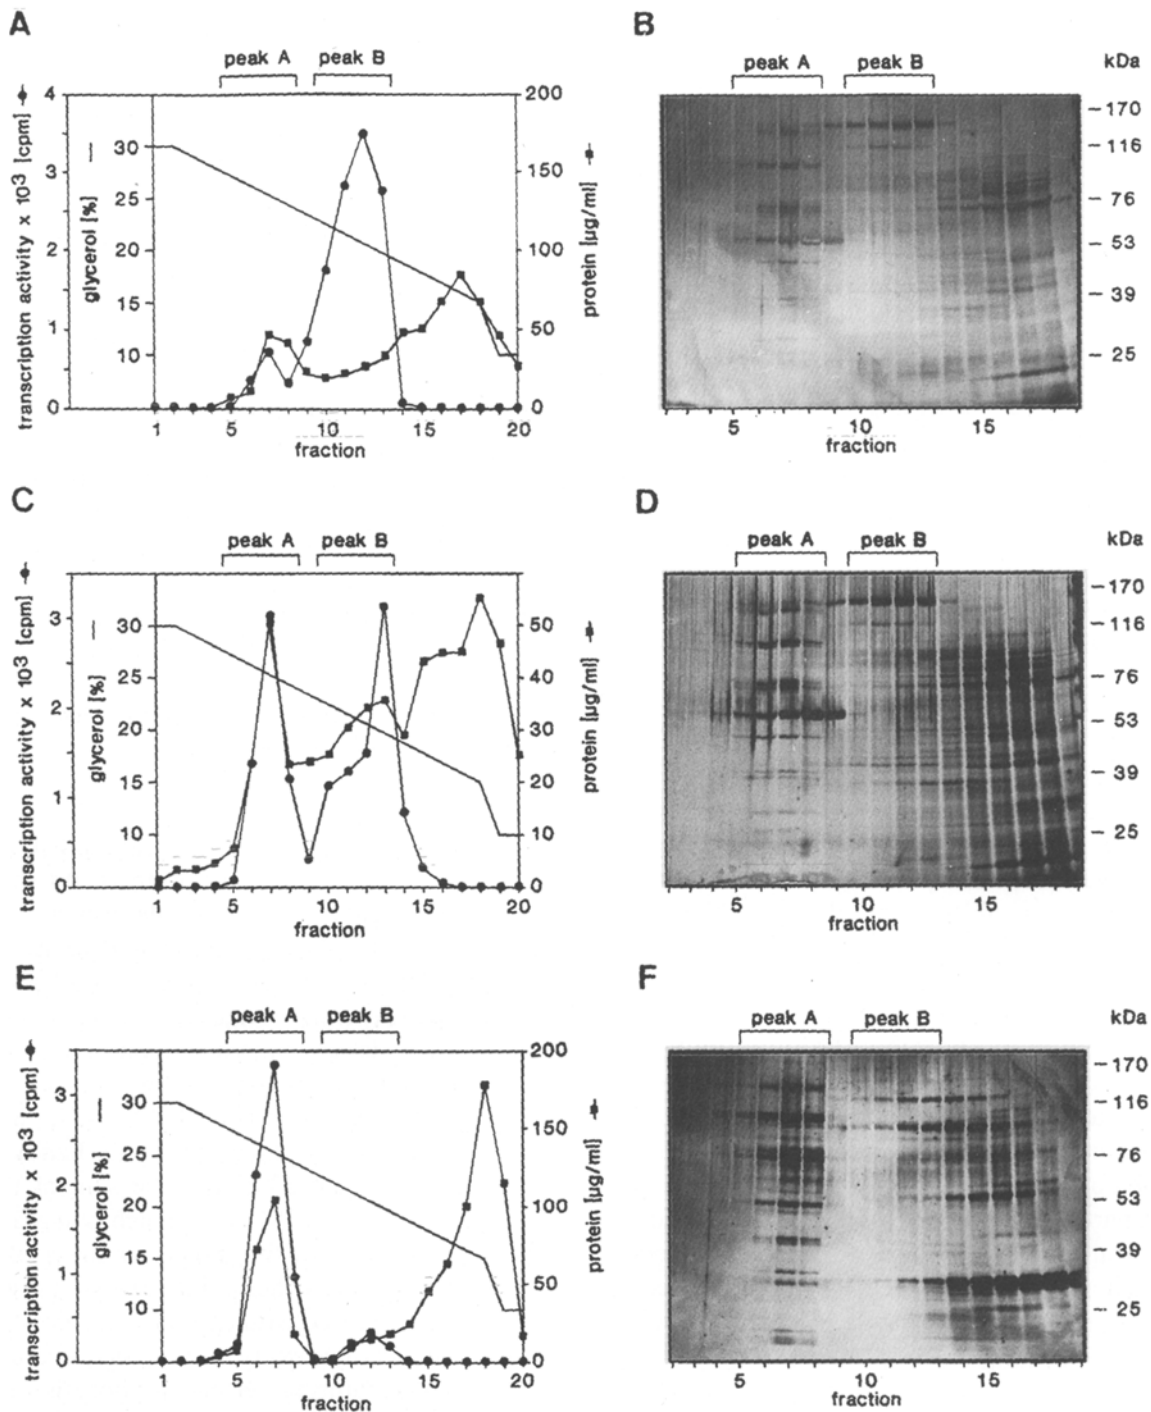 A
B
peak A
peak B
peak A
peak B
kDa
transcription activity x 10³ [cpm]
4
3
2
1
0
glycerol [%]
30
25
20
15
10
200
150
100
50
0
protein [µg/ml]
1
5
10
15
20
fraction
170
116
76
53
39
25
5
10
15
fraction
C
D
peak A
peak B
peak A
peak B
kDa
transcription activity x 10³ [cpm]
3
2
1
0
glycerol [%]
30
25
20
15
10
50
40
30
20
10
0
protein [µg/ml]
1
5
10
15
20
fraction
170
116
76
53
39
25
5
10
15
fraction
E
F
peak A
peak B
peak A
peak B
kDa
transcription activity x 10³ [cpm]
3
2
1
0
glycerol [%]
30
25
20
15
10
200
150
100
50
0
protein [µg/ml]
1
5
10
15
20
fraction
170
116
76
53
39
25
5
10
15
fraction